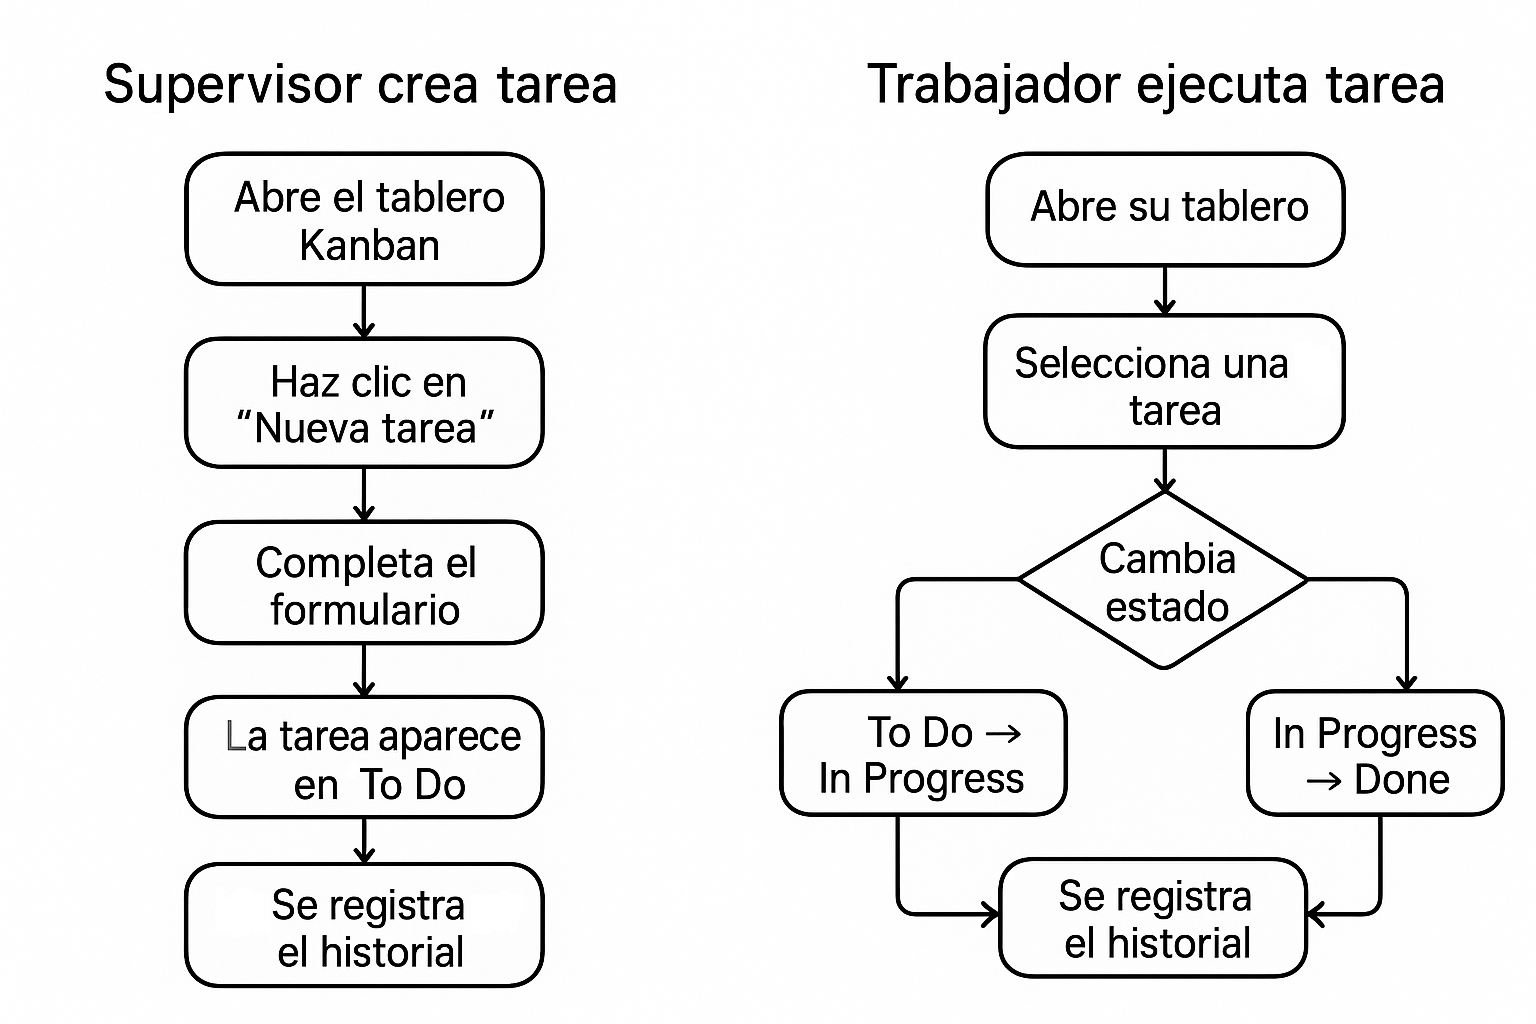 Supervisor crea tarea
Abre el tablero
Kanban
Haz clic en
“Nueva tarea”
Completa el
formulario
La tarea aparece
en To Do
Se registra
el historial
Trabajador ejecuta tarea
Abre su tablero
Selecciona una
tarea
Cambia
estado
To Do →
In Progress
In Progress
→ Done
Se registra
el historial